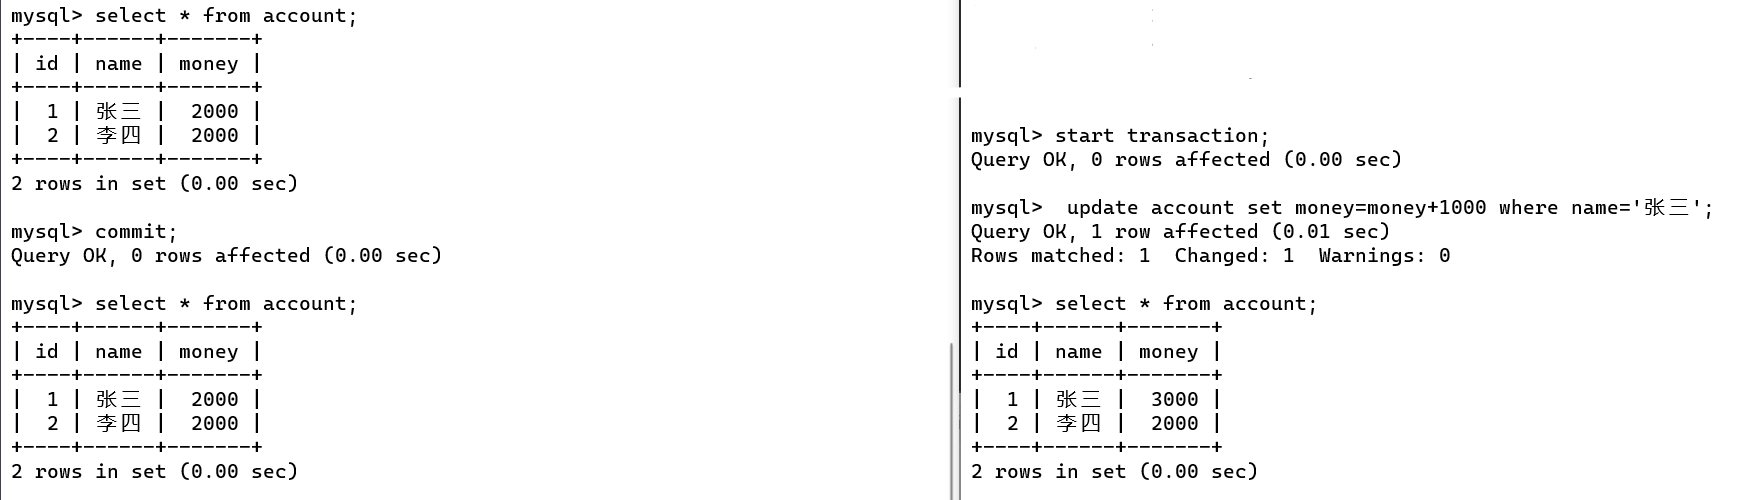 mysql> select * from account;
+----+------+-------+
| id | name | money |
+----+------+-------+
|  1 | 张三 |  2000 |
|  2 | 李四 |  2000 |
+----+------+-------+
2 rows in set (0.00 sec)
mysql> commit;
Query OK, 0 rows affected (0.00 sec)
mysql> select * from account;
+----+------+-------+
| id | name | money |
+----+------+-------+
|  1 | 张三 |  2000 |
|  2 | 李四 |  2000 |
+----+------+-------+
2 rows in set (0.00 sec)
mysql> start transaction;
Query OK, 0 rows affected (0.00 sec)
mysql>  update account set money=money+1000 where name='张三';
Query OK, 1 row affected (0.01 sec)
Rows matched: 1  Changed: 1  Warnings: 0
mysql> select * from account;
+----+------+-------+
| id | name | money |
+----+------+-------+
|  1 | 张三 |  3000 |
|  2 | 李四 |  2000 |
+----+------+-------+
2 rows in set (0.00 sec)